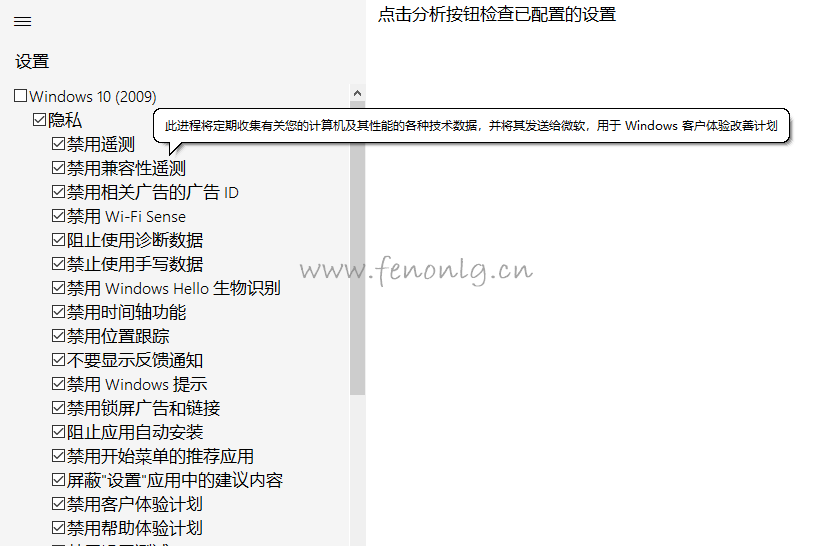 点击分析按钮检查已配置的设置
设置
Windows 10 (2009)
隐私
此进程将定期收集有关您的计算机及其性能的各种技术数据，并将其发送给微软，用于 Windows 客户体验改善计划
禁用遥测
禁用兼容性遥测
禁用相关广告的广告 ID
禁用 Wi-Fi Sense
阻止使用诊断数据
禁止使用手写数据
www.fenonlg.cn
禁用 Windows Hello 生物识别
禁用时间轴功能
禁用位置跟踪
不要显示反馈通知
禁用 Windows 提示
禁用锁屏广告和链接
阻止应用自动安装
禁用开始菜单的推荐应用
屏蔽"设置"应用中的建议内容
禁用客户体验计划
禁用帮助体验计划